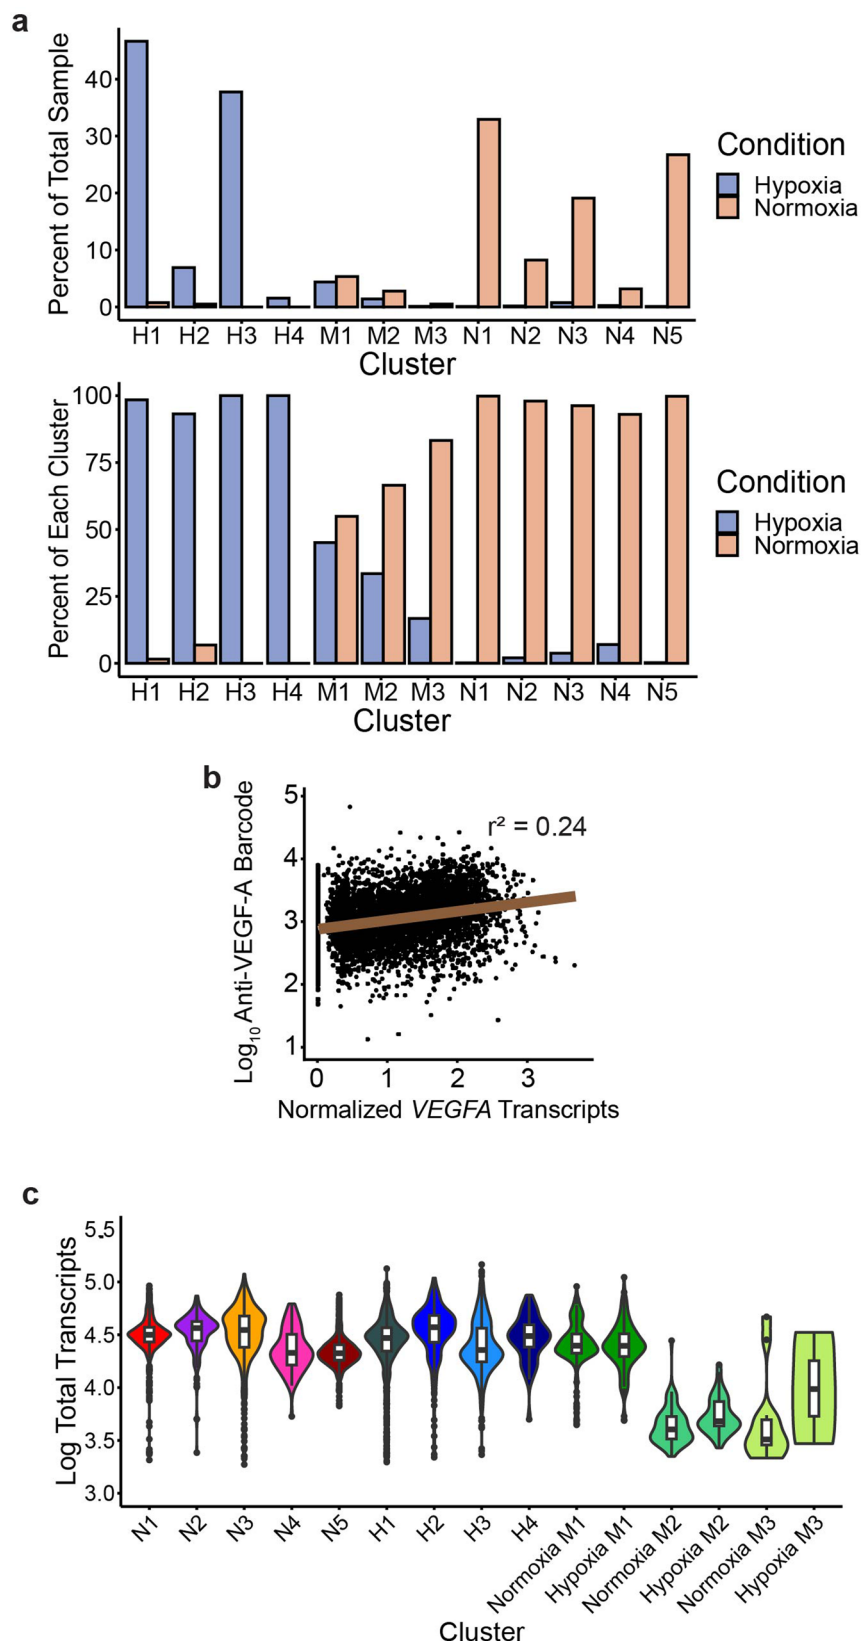 a
Percent of Total Sample
40
30
20
10
0
H1 H2 H3 H4 M1 M2 M3 N1 N2 N3 N4 N5
Cluster
Condition
Hypoxia
Normoxia
Percent of Each Cluster
100
75
50
25
0
H1 H2 H3 H4 M1 M2 M3 N1 N2 N3 N4 N5
Cluster
Condition
Hypoxia
Normoxia
b
Log10 Anti-VEGF-A Barcode
5
4
3
2
1
r² = 0.24
0 1 2 3
Normalized VEGFA Transcripts
c
Log Total Transcripts
5.5
5.0
4.5
4.0
3.5
3.0
N1 N2 N3 N4 N5 H1 H2 H3 H4 Normoxia M1 Hypoxia M1 Normoxia M2 Hypoxia M2 Normoxia M3 Hypoxia M3
Cluster